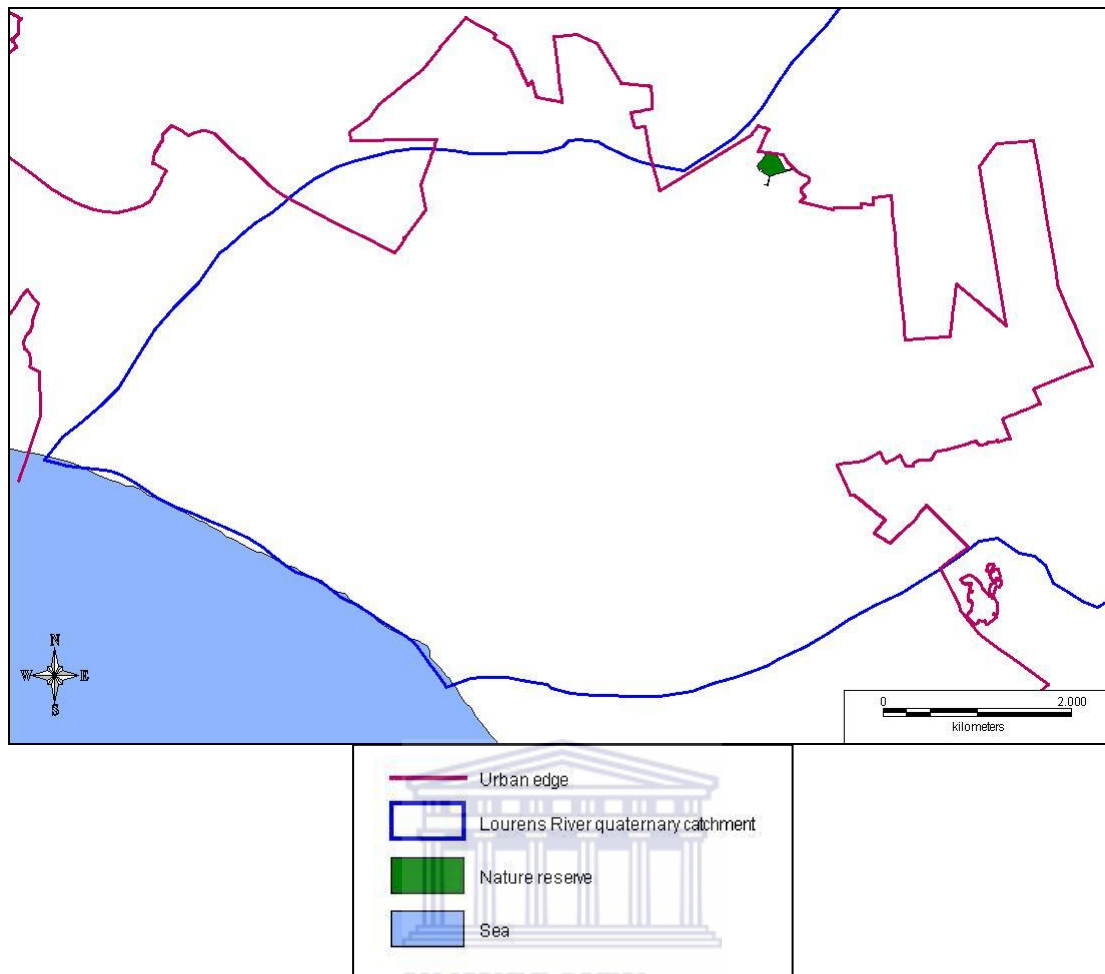 N
W E
S
0 2.000
kilometers
Urban edge
Lourens River quaternary catchment
Nature reserve
Sea